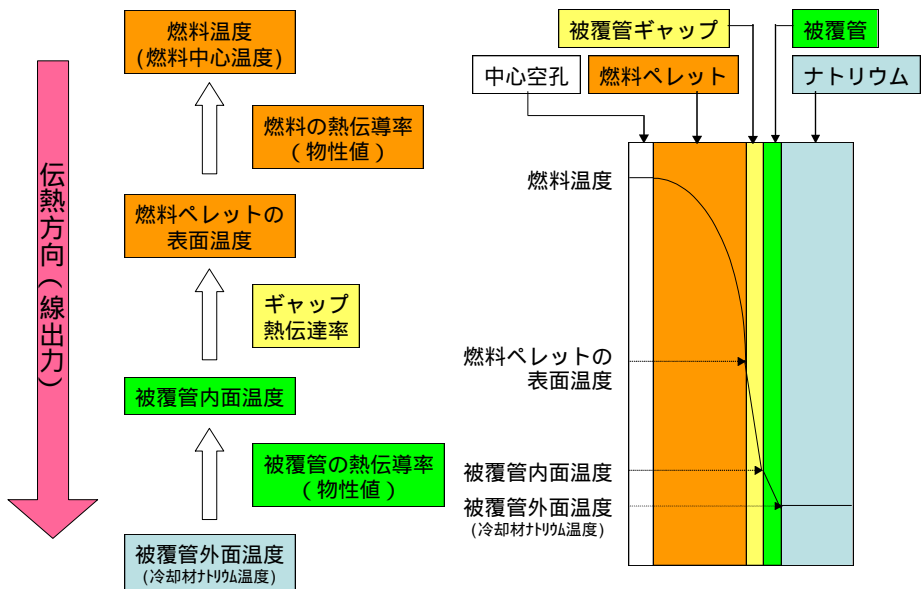 燃料温度
(燃料中心温度)
燃料の熱伝導率
(物性値)
燃料ペレットの
表面温度
ギャップ
熱伝達率
被覆管内面温度
被覆管の熱伝導率
(物性値)
被覆管外面温度
(冷却材ナトリウム温度)
伝熱方向(線出力)
被覆管ギャップ
被覆管
中心空孔
燃料ペレット
ナトリウム
燃料温度
燃料ペレットの
表面温度
被覆管内面温度
被覆管外面温度
(冷却材ナトリウム温度)